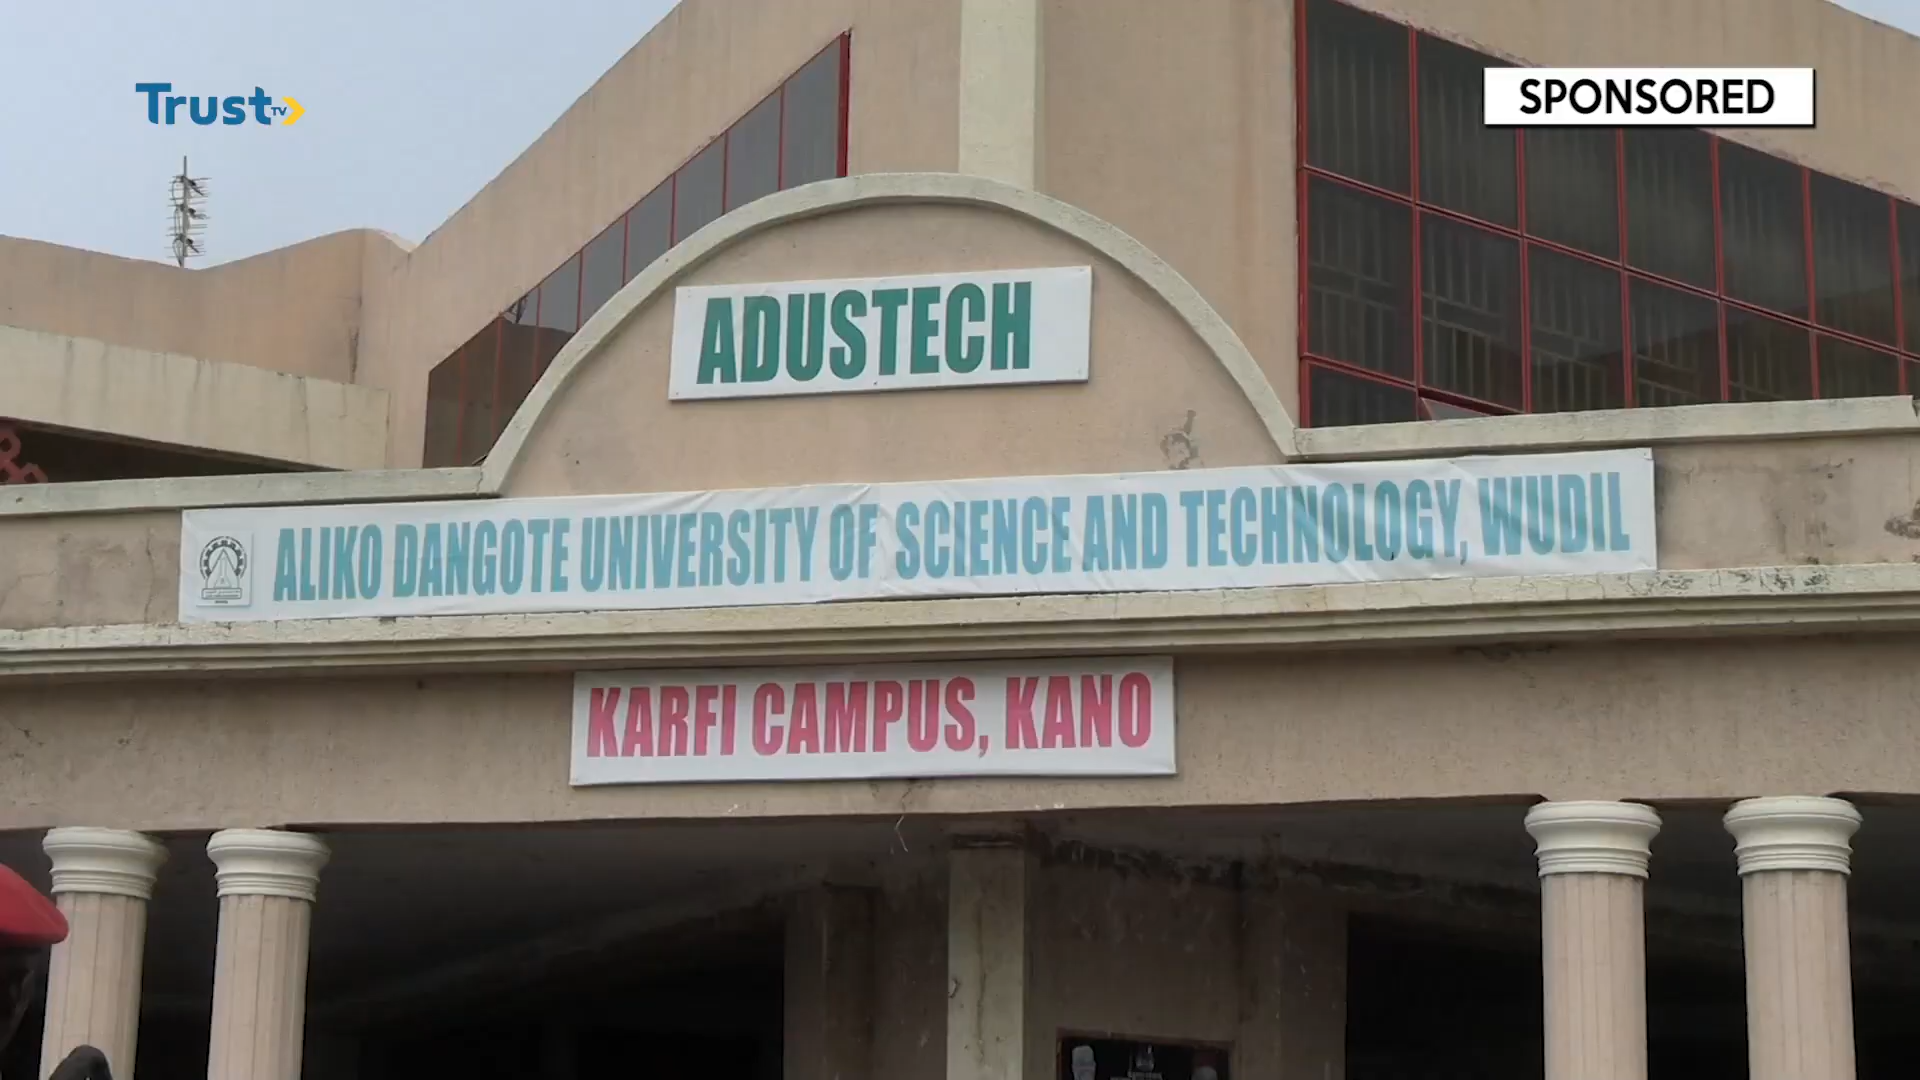 Trust TV
SPONSORED
ADUSTECH
ALIKO DANGOTE UNIVERSITY OF SCIENCE AND TECHNOLOGY, WUDIL
KARFI CAMPUS, KANO